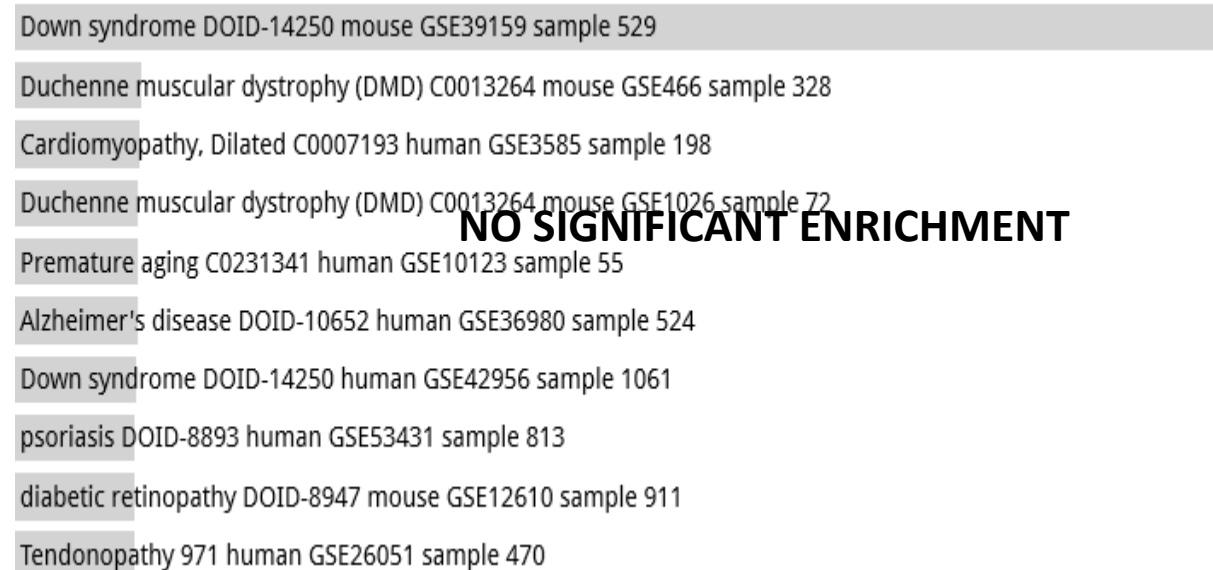 Down syndrome DOID-14250 mouse GSE39159 sample 529
Duchenne muscular dystrophy (DMD) C0013264 mouse GSE466 sample 328
Cardiomyopathy, Dilated C0007193 human GSE3585 sample 198
Duchenne muscular dystrophy (DMD) C0013264 mouse GSE1026 sample 72
NO SIGNIFICANT ENRICHMENT
Premature aging C0231341 human GSE10123 sample 55
Alzheimer's disease DOID-10652 human GSE36980 sample 524
Down syndrome DOID-14250 human GSE42956 sample 1061
psoriasis DOID-8893 human GSE53431 sample 813
diabetic retinopathy DOID-8947 mouse GSE12610 sample 911
Tendonopathy 971 human GSE26051 sample 470